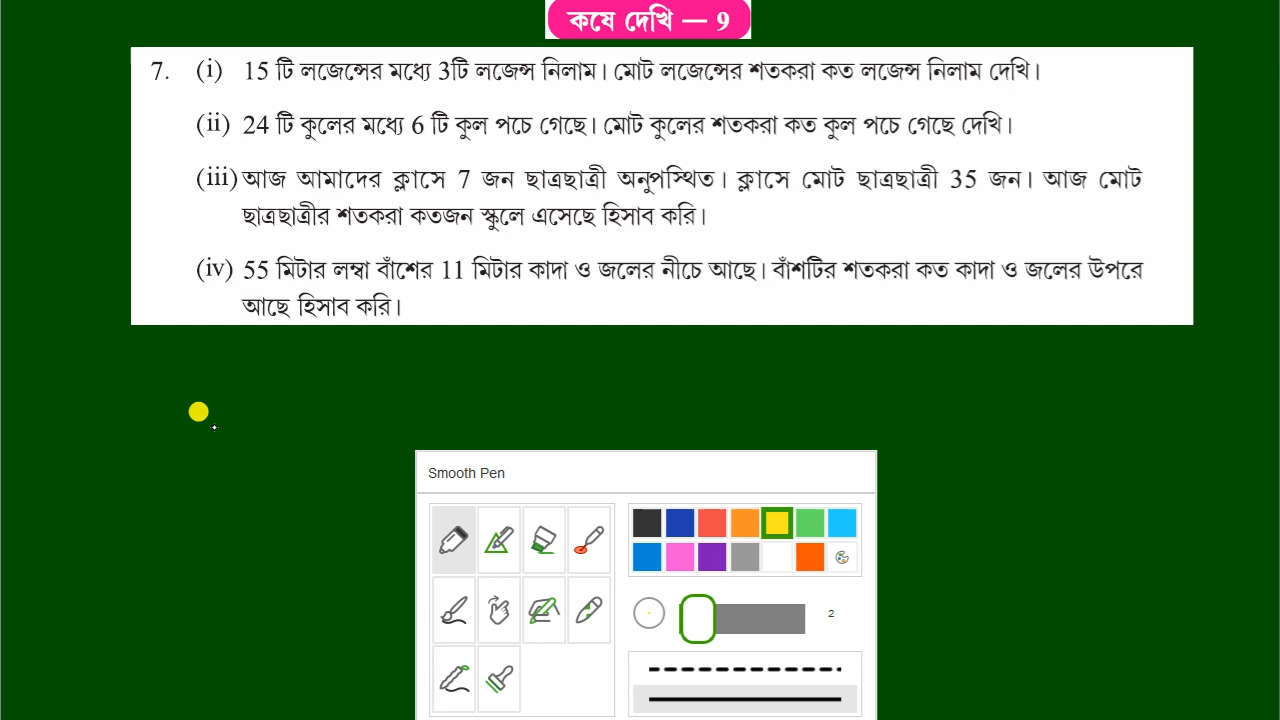 কষে দেখি — 9
7. (i) 15 টি লজেন্সের মধ্যে 3টি লজেন্স নিলাম। মোট লজেন্সের শতকরা কত লজেন্স নিলাম দেখি।
(ii) 24 টি কুলের মধ্যে 6 টি কুল পচে গেছে। মোট কুলের শতকরা কত কুল পচে গেছে দেখি।
(iii) আজ আমাদের ক্লাসে 7 জন ছাত্রছাত্রী অনুপস্থিত। ক্লাসে মোট ছাত্রছাত্রী 35 জন। আজ মোট
ছাত্রছাত্রীর শতকরা কতজন স্কুলে এসেছে হিসাব করি।
(iv) 55 মিটার লম্বা বাঁশের 11 মিটার কাদা ও জলের নীচে আছে। বাঁশটির শতকরা কত কাদা ও জলের উপরে
আছে হিসাব করি।
Smooth Pen
2